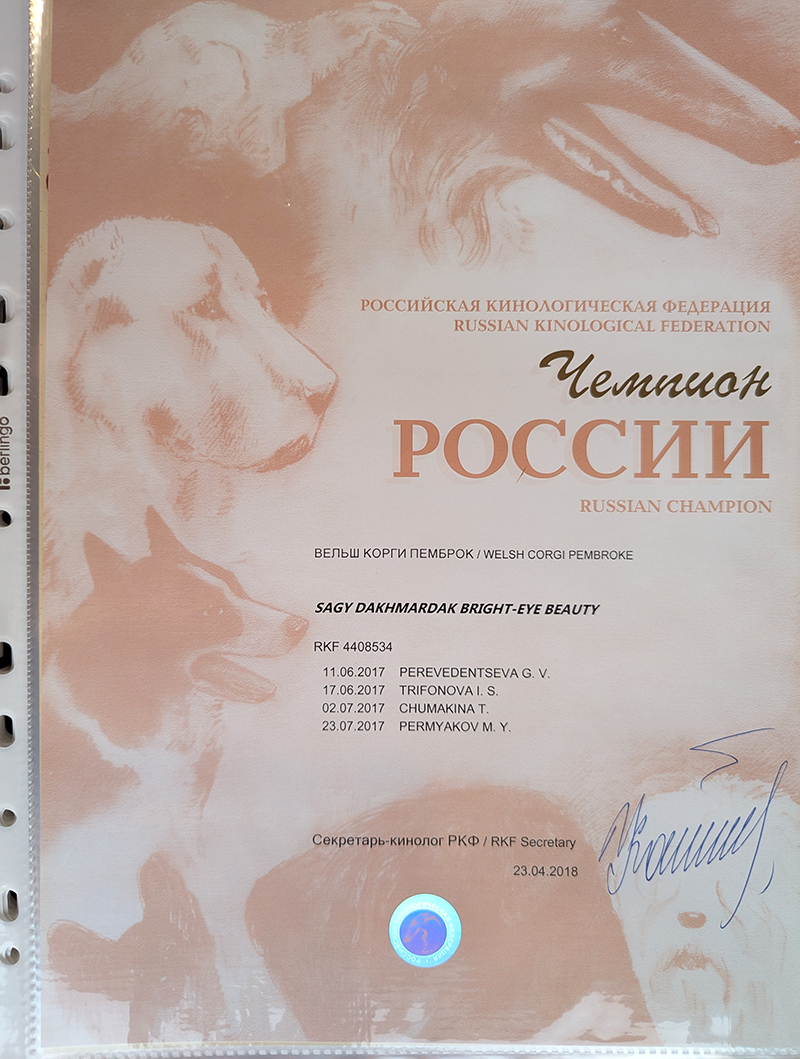 РОССИЙСКАЯ КИНОЛОГИЧЕСКАЯ ФЕДЕРАЦИЯ
RUSSIAN KINOLOGICAL FEDERATION
Чемпион
РОССИИ
RUSSIAN CHAMPION
ВЕЛЬШ КОРГИ ПЕМБРОК / WELSH CORGI PEMBROKE
SAGY DAKHMARDAK BRIGHT-EYE BEAUTY
RKF 4408534
11.06.2017 PEREVEDENTSEVA G. V.
17.06.2017 TRIFONOVA I. S.
02.07.2017 CHUMAKINA T.
23.07.2017 PERMYAKOV M. Y.
Секретарь-кинолог РКФ / RKF Secretary
23.04.2018
berlingo